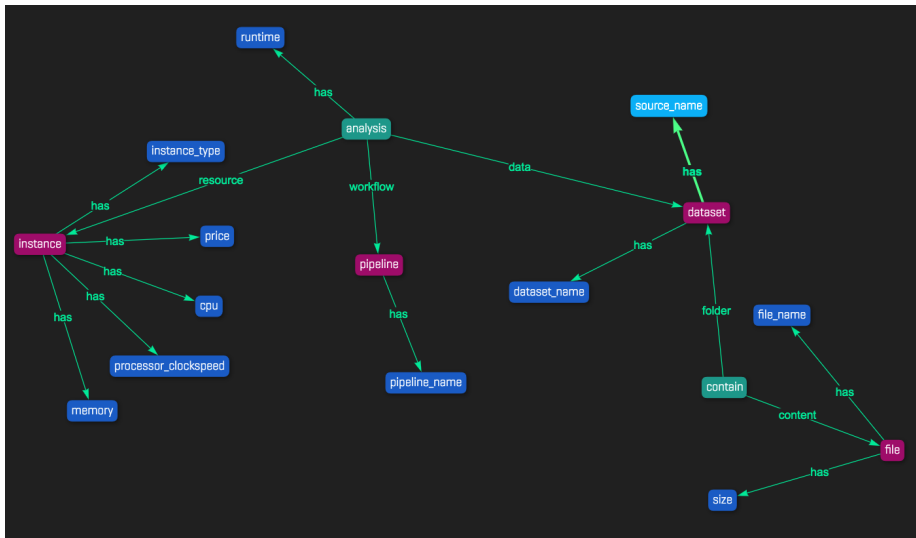 runtime
has
source_name
analysis
instance_type
resource
data
workflow
has
has
dataset
instance
has
price
pipeline
has
has
dataset_name
has
cpu
has
folder
file_name
has
has
processor_clockspeed
pipeline_name
contain
has
memory
content
file
has
size